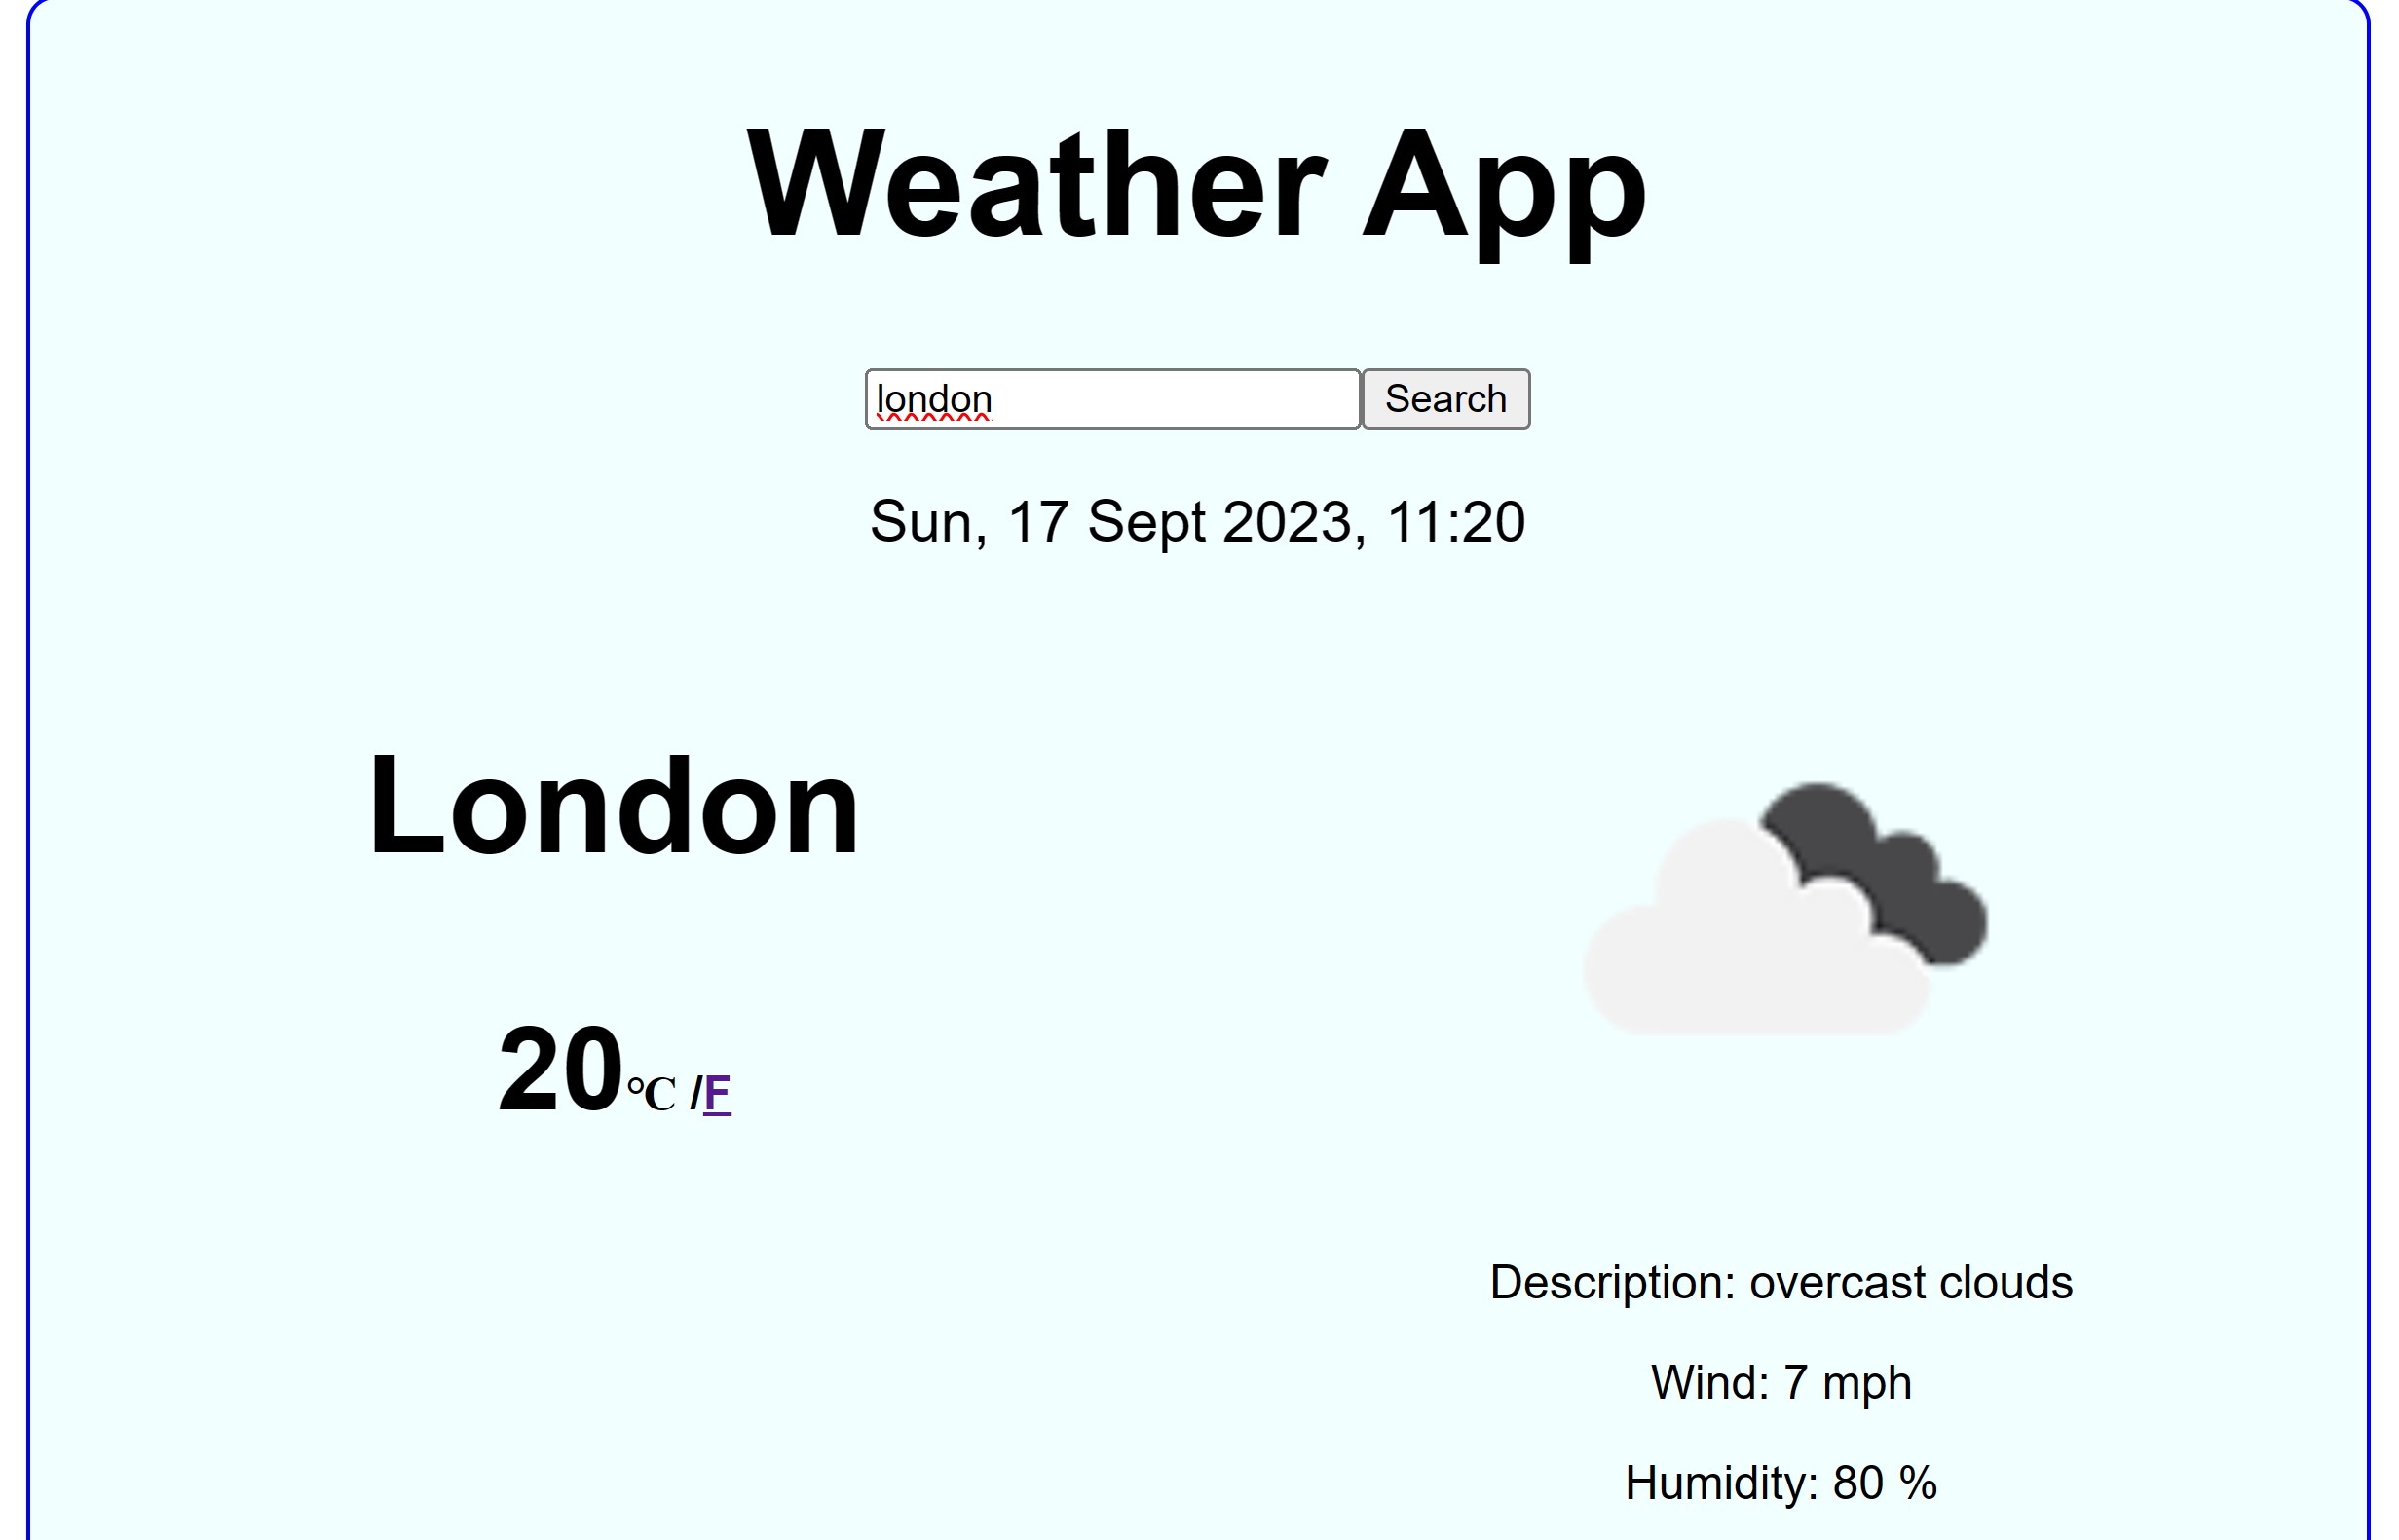 Weather App
london Search
Sun, 17 Sept 2023, 11:20
London
20°C /F
Description: overcast clouds
Wind: 7 mph
Humidity: 80 %